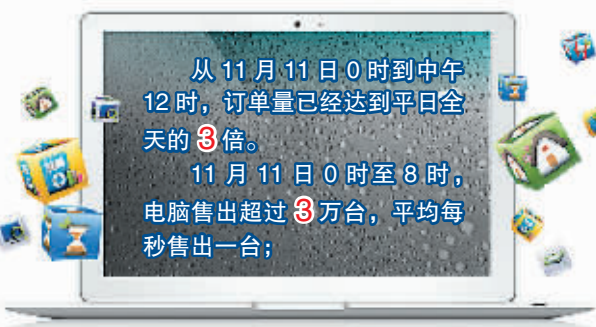 从 11 月 11 日 0 时到中午
12 时，订单量已经达到平日全
天的 3 倍。
11 月 11 日 0 时至 8 时，
电脑售出超过 3 万台，平均每
秒售出一台；